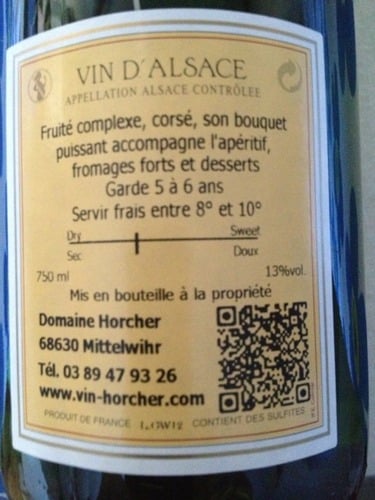 VIN D'ALSACE
APPELLATION ALSACE CONTRÔLÉE
Fruité complexe, corsé, son bouquet
puissant accompagne l'apéritif,
fromages forts et desserts
Garde 5 à 6 ans
Servir frais entre 8° et 10°
Dry Sweet
Sec Doux
750 ml 13%vol.
Mis en bouteille à la propriété
Domaine Horcher
68630 Mittelwihr
Tél. 03 89 47 93 26
www.vin-horcher.com
PRODUIT DE FRANCE CONTIENT DES SULFITES